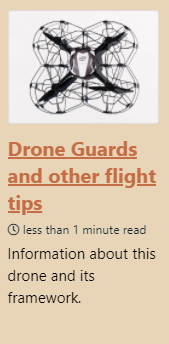 Drone Guards
and other flight
tips
less than 1 minute read
Information about this
drone and its
framework.